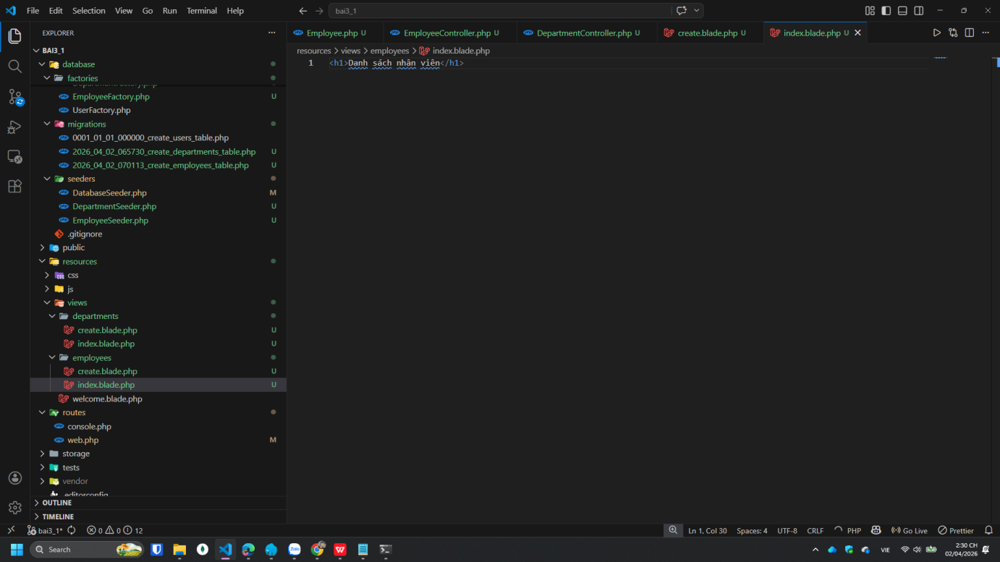 File Edit Selection View Go Run Terminal Help
bai3_1
EXPLORER
BAI3_1
database
factories
EmployeeFactory.php U
UserFactory.php
migrations
0001_01_01_000000_create_users_table.php
2026_04_02_065730_create_departments_table.php U
2026_04_02_070113_create_employees_table.php U
seeders
DatabaseSeeder.php M
DepartmentSeeder.php U
EmployeeSeeder.php U
.gitignore
public
resources
css
js
views
departments
create.blade.php U
index.blade.php U
employees
create.blade.php U
index.blade.php U
welcome.blade.php
routes
console.php
web.php M
storage
tests
vendor
.editorconfig
OUTLINE
TIMELINE
Employee.php U EmployeeController.php U DepartmentController.php U create.blade.php U index.blade.php U
resources > views > employees > index.blade.php
1 <h1>Danh sách nhân viên</h1>
bai3_1* 0 0 12
Ln 1, Col 30 Spaces: 4 UTF-8 CRLF PHP Go Live Prettier
Search
Zalo
VIE
2:30 CH
02/04/2026